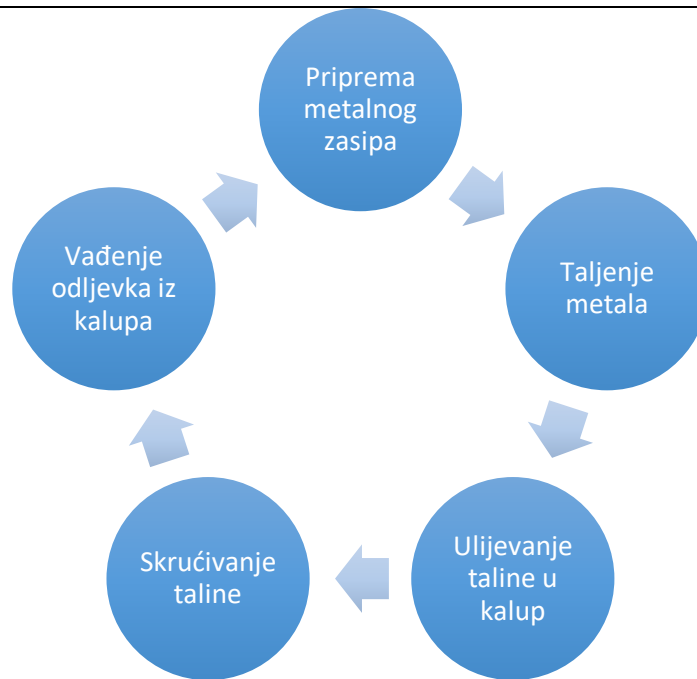 Priprema
metalnog
zasipa
Taljenje
metala
Ulijevanje
taline u
kalup
Skrućivanje
taline
Vađenje
odljevka iz
kalupa